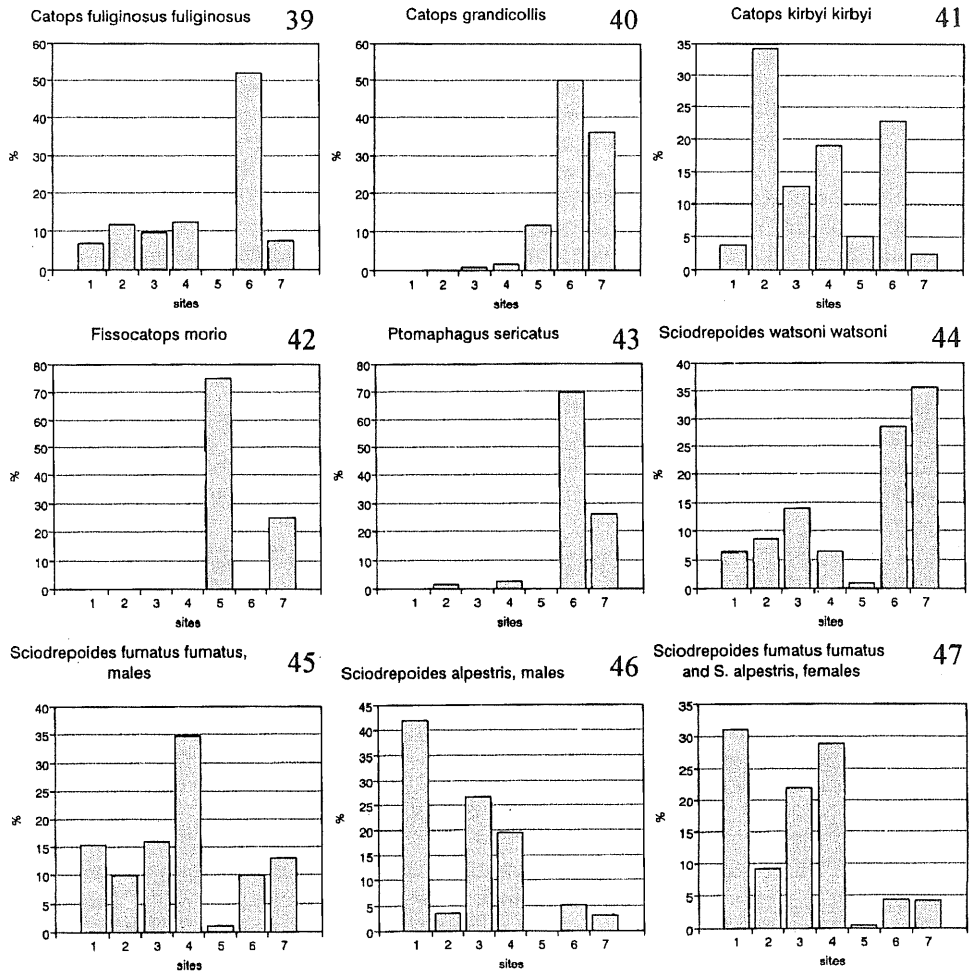 Catops fuliginosus fuliginosus 39
60
50
40
30
20
10
0
%
1 2 3 4 5 6 7
sites
Catops grandicollis 40
60
50
40
30
20
10
0
%
1 2 3 4 5 6 7
sites
Catops kirbyi kirbyi 41
35
30
25
20
15
10
5
0
%
1 2 3 4 5 6 7
sites
Fissocatops morio 42
80
70
60
50
40
30
20
10
0
%
1 2 3 4 5 6 7
sites
Ptomaphagus sericatus 43
80
70
60
50
40
30
20
10
0
%
1 2 3 4 5 6 7
sites
Sciodrepoides watsoni watsoni 44
40
35
30
25
20
15
10
5
0
%
1 2 3 4 5 6 7
sites
Sciodrepoides fumatus fumatus, 45
males
40
35
30
25
20
15
10
5
0
%
1 2 3 4 5 6 7
sites
Sciodrepoides alpestris, males 46
45
40
35
30
25
20
15
10
5
0
%
1 2 3 4 5 6 7
sites
Sciodrepoides fumatus fumatus 47
and S. alpestris, females
35
30
25
20
15
10
5
0
%
1 2 3 4 5 6 7
sites